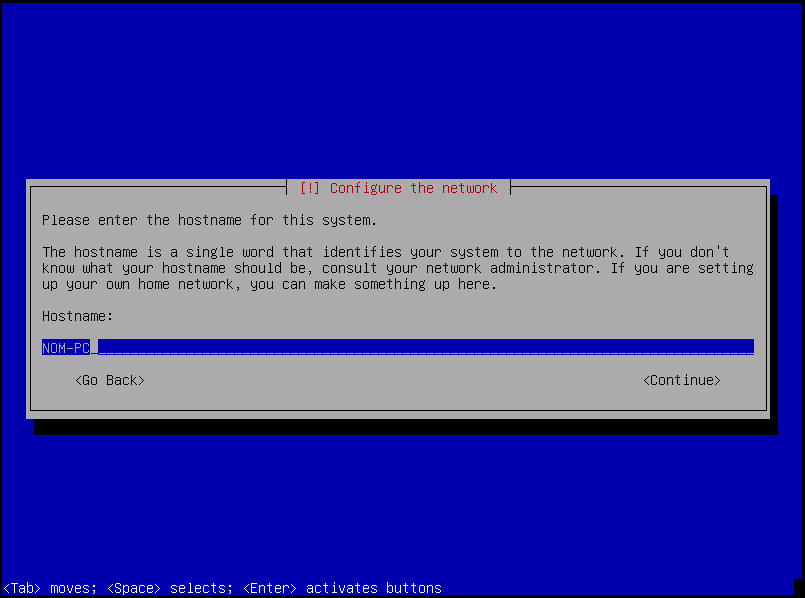 [!] Configure the network
Please enter the hostname for this system.
The hostname is a single word that identifies your system to the network. If you don't
know what your hostname should be, consult your network administrator. If you are setting
up your own home network, you can make something up here.
Hostname:
NOM-PC
<Go Back> <Continue>
<Tab> moves; <Space> selects; <Enter> activates buttons